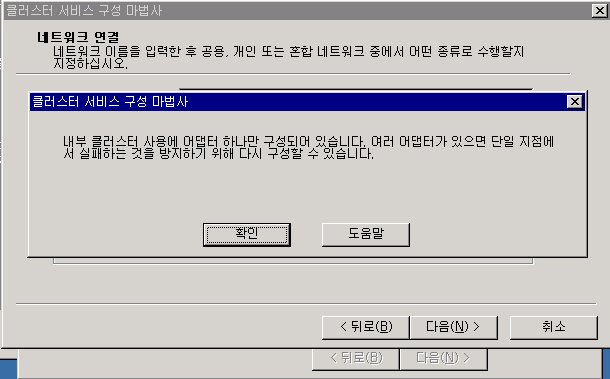 클러스터 서비스 구성 마법사
네트워크 연결
네트워크 이름을 입력한 후 공용, 개인 또는 혼합 네트워크 중에서 어떤 종류로 수행할지
지정하십시오.
클러스터 서비스 구성 마법사
내부 클러스터 사용에 어댑터 하나만 구성되어 있습니다. 여러 어댑터가 있으면 단일 지점에
서 실패하는 것을 방지하기 위해 다시 구성할 수 있습니다.
확인
도움말
< 뒤로(B)
다음(N) >
취소
< 뒤로(B)
다음(N) >